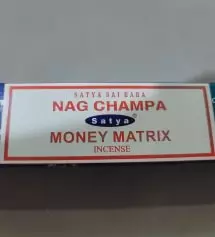 SATYA SAI BABA
NAG CHAMPA
Satya
MONEY MATRIX
INCENSE